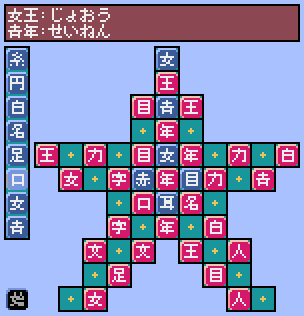 女王:じょおう
青年:せいねん
糸
円
白
名
足
口
女
青
女
王
目青王
年
王力目女年力白
女字赤年目力青
口耳名
字年白
文文王人
足目
女人